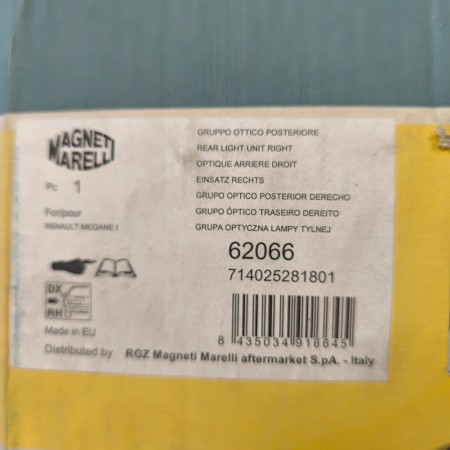 MAGNETI
MARELLI
Pc 1
For/pour
RENAULT MEGANE I
GRUPPO OTTICO POSTERIORE
REAR LIGHT UNIT RIGHT
OPTIQUE ARRIERE DROIT
EINSATZ RECHTS
GRUPO OPTICO POSTERIOR DERECHO
GRUPO ÓPTICO TRASEIRO DEREITO
GRUPA OPTYCZNA LAMPY TYLNEJ
62066
714025281801
DX
RH
8 435034 916645
Made in EU
Distributed by RGZ Magneti Marelli aftermarket S.p.A. - Italy